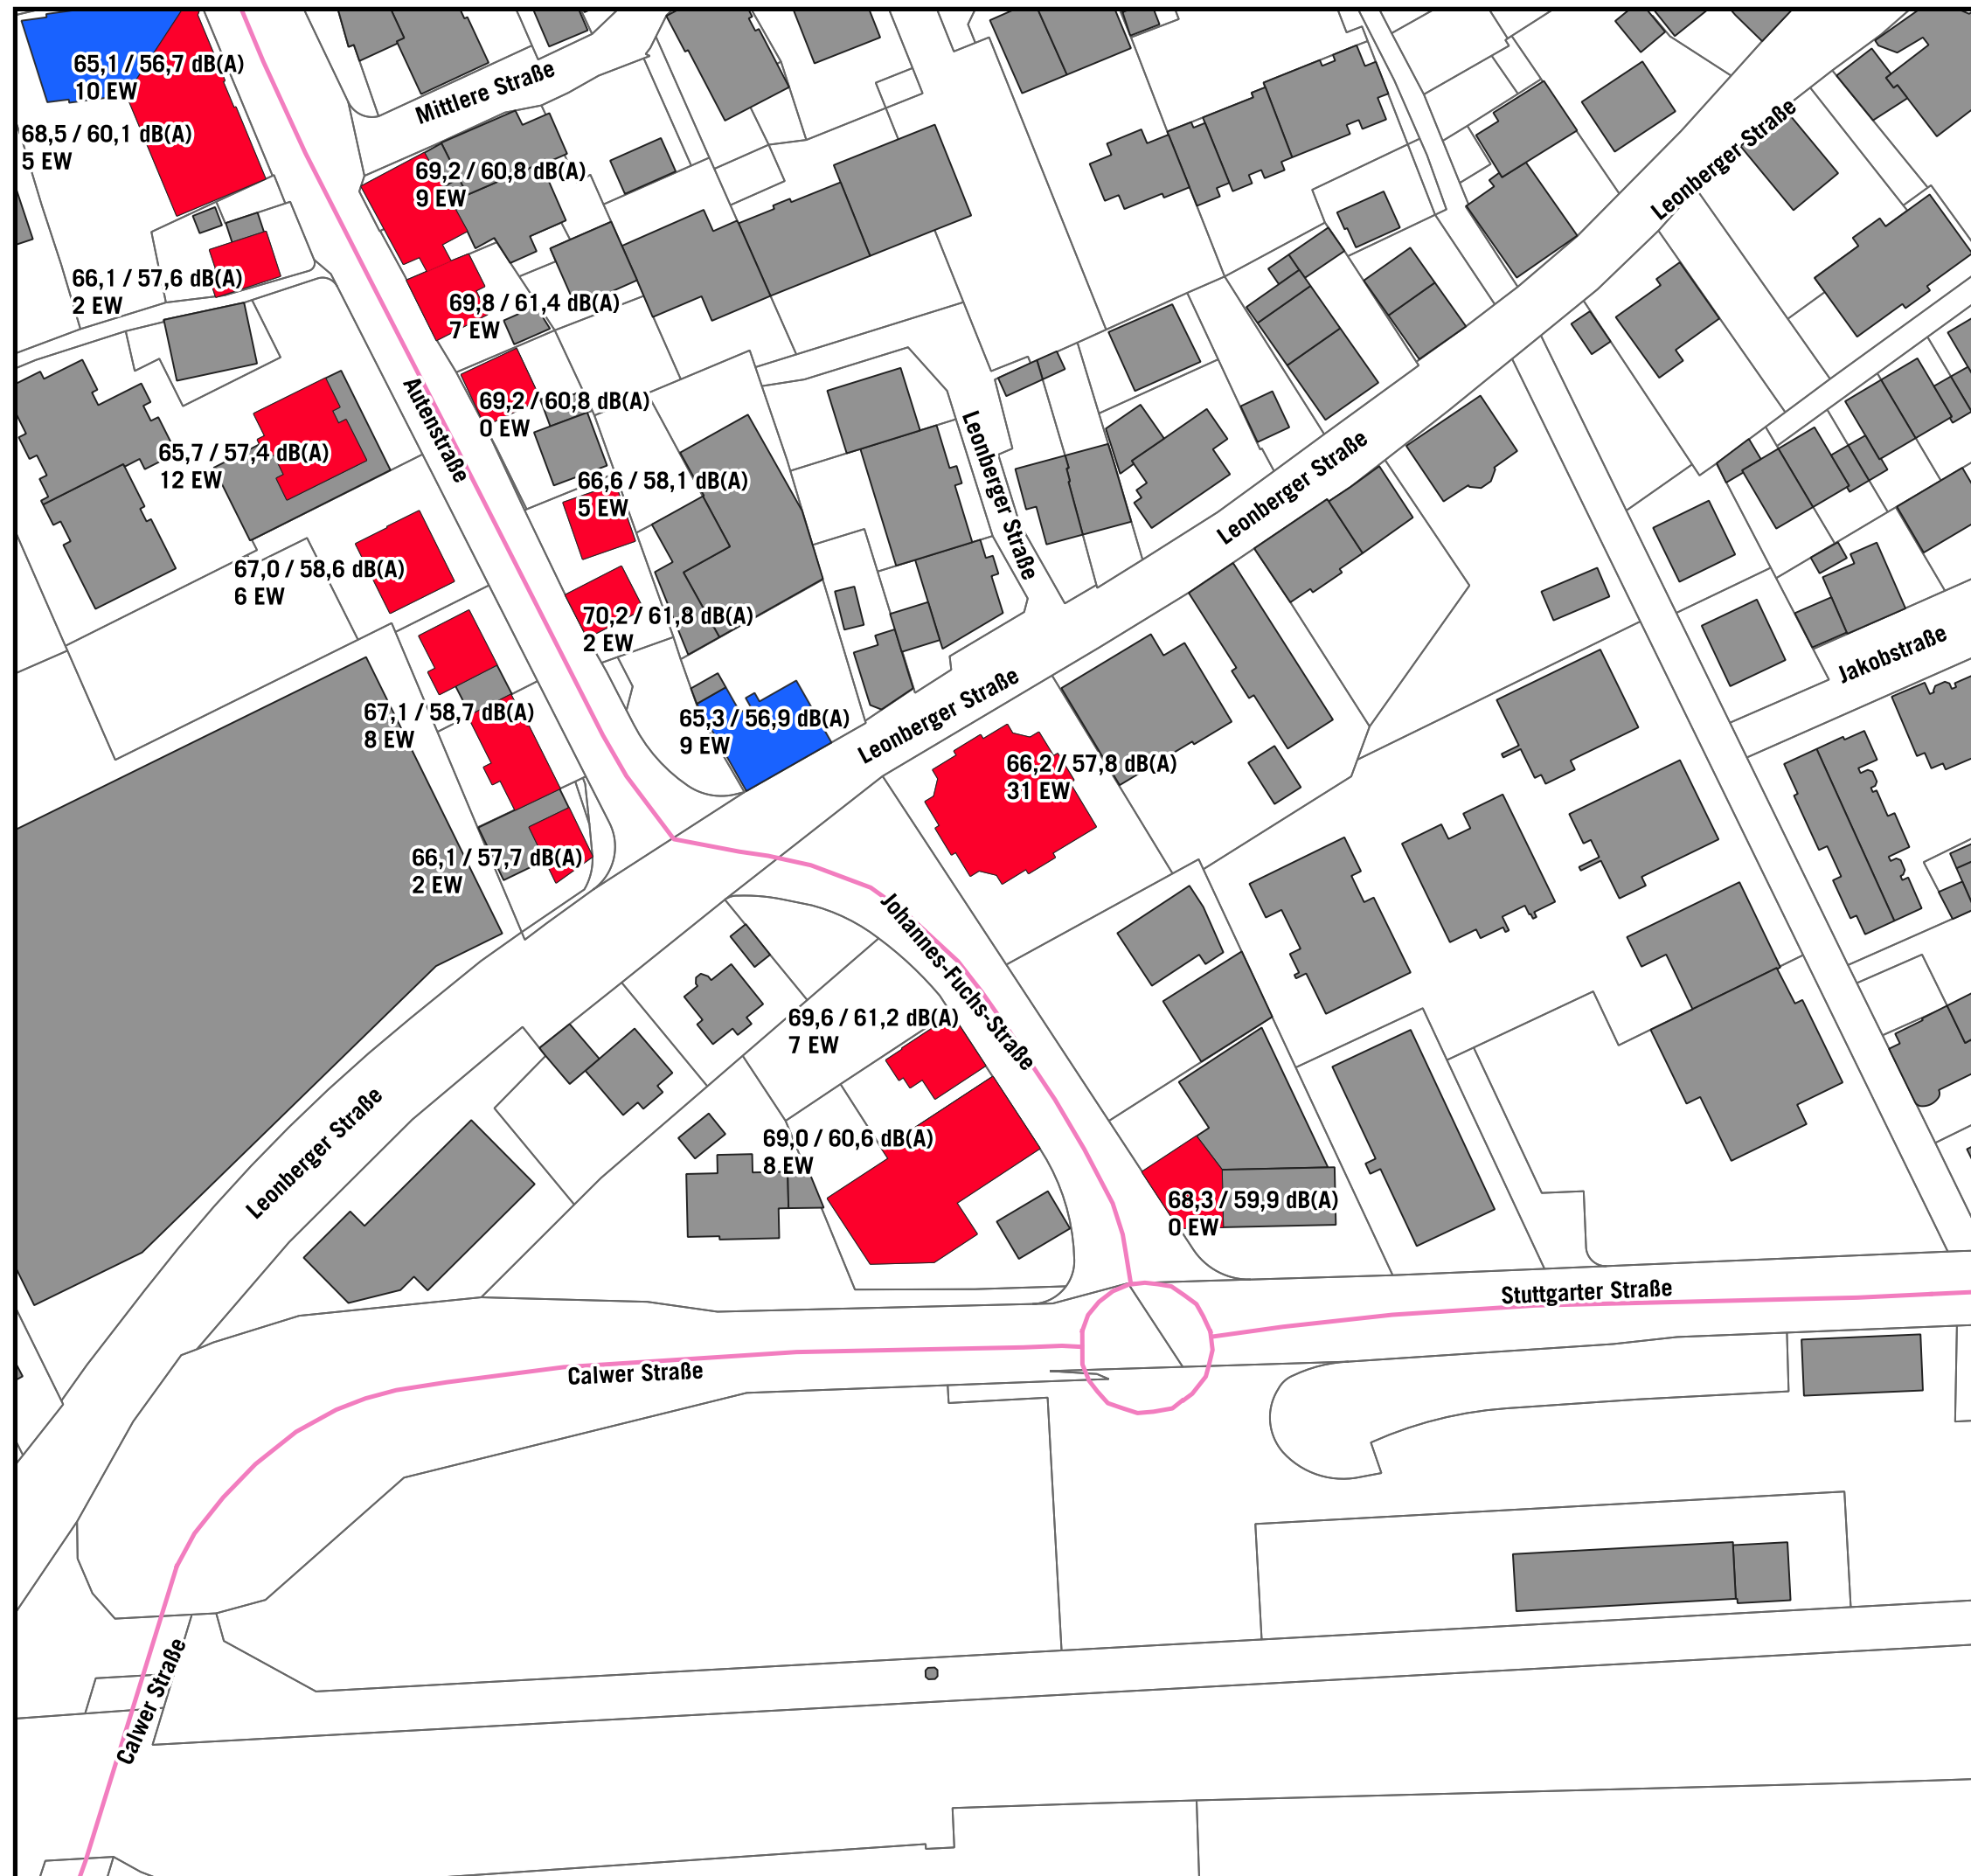 65,1 / 56,7 dB(A)
10 EW
68,5 / 60,1 dB(A)
5 EW
Mittlere Straße
69,2 / 60,8 dB(A)
9 EW
Leonberger Straße
66,1 / 57,6 dB(A)
2 EW
69,8 / 61,4 dB(A)
7 EW
Autenstraße
69,2 / 60,8 dB(A)
0 EW
65,7 / 57,4 dB(A)
12 EW
66,6 / 58,1 dB(A)
5 EW
Leonberger Straße
Leonberger Straße
67,0 / 58,6 dB(A)
6 EW
70,2 / 61,8 dB(A)
2 EW
Jakobstraße
67,1 / 58,7 dB(A)
8 EW
65,3 / 56,9 dB(A)
9 EW
Leonberger Straße
66,2 / 57,8 dB(A)
31 EW
66,1 / 57,7 dB(A)
2 EW
Johannes-Fuchs-Straße
69,6 / 61,2 dB(A)
7 EW
Leonberger Straße
69,0 / 60,6 dB(A)
8 EW
68,3 / 59,9 dB(A)
0 EW
Stuttgarter Straße
Calwer Straße
Calwer Straße